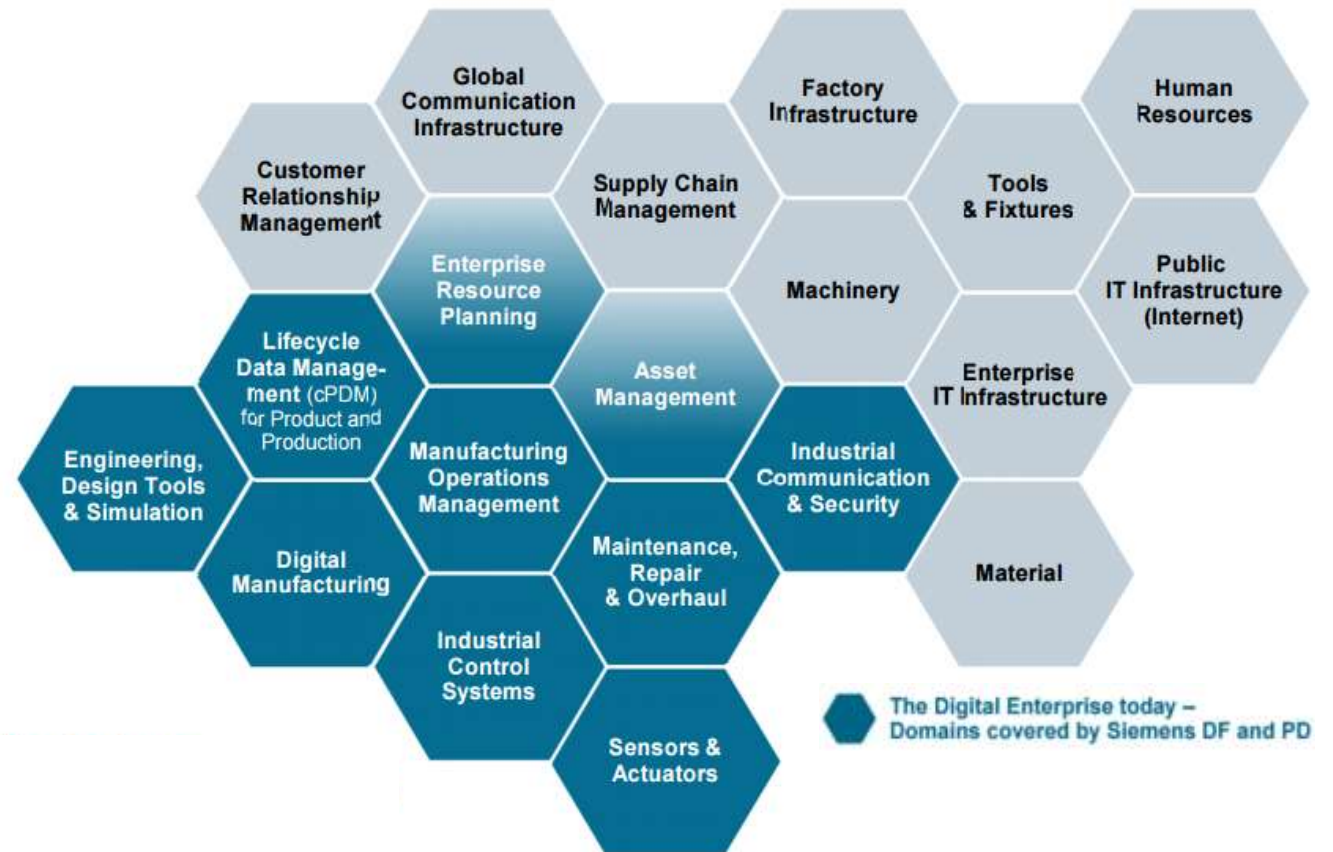 Global
Communication
Infrastructure
Factory
Infrastructure
Human
Resources
Customer
Relationship
Management
Supply Chain
Management
Tools
& Fixtures
Enterprise
Resource
Planning
Machinery
Public
IT Infrastructure
(Internet)
Lifecycle
Data Manage-
ment (cPDM)
for Product and
Production
Asset
Management
Enterprise
IT Infrastructure
Engineering,
Design Tools
& Simulation
Manufacturing
Operations
Management
Industrial
Communication
& Security
Digital
Manufacturing
Maintenance,
Repair
& Overhaul
Material
Industrial
Control
Systems
Sensors &
Actuators
The Digital Enterprise today –
Domains covered by Siemens DF and PD